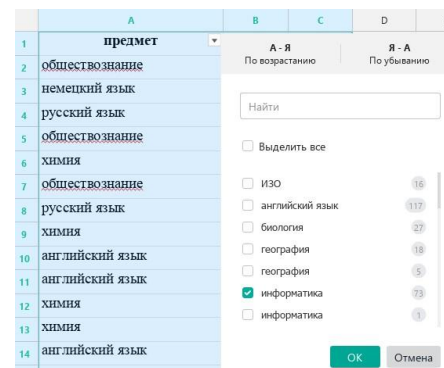 A B C D
1 предмет
2 обществознание
3 немецкий язык
4 русский язык
5 обществознание
6 химия
7 обществознание
8 русский язык
9 химия
10 английский язык
11 английский язык
12 химия
13 химия
14 английский язык
А - Я Я - А
По возрастанию По убыванию
Найти
Выделить все
ИЗО 16
английский язык 117
биология 27
география 18
география 5
информатика 73
информатика 1
ОК Отмена